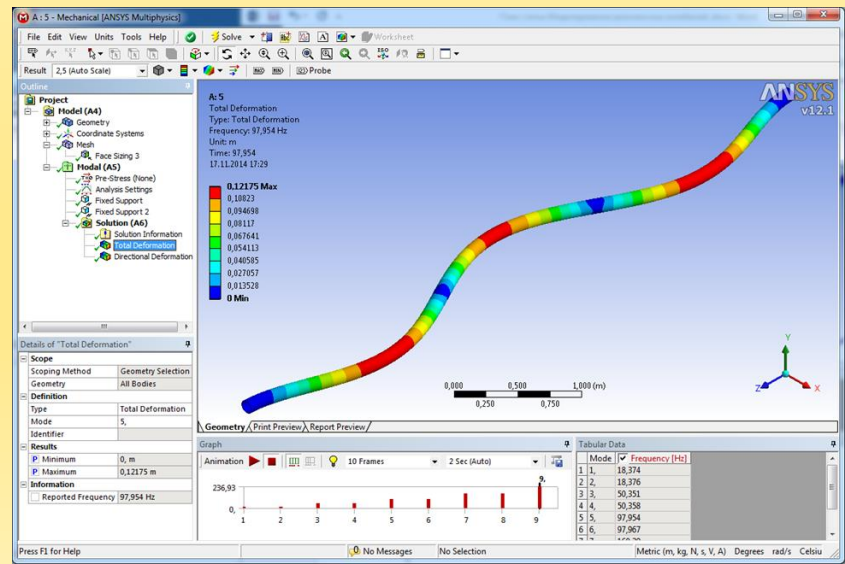 A : 5 - Mechanical [ANSYS Multiphysics]
File Edit View Units Tools Help
Solve
Worksheet
Result 2,5 (Auto Scale)
Probe
Outline
Project
Model (A4)
Geometry
Coordinate Systems
Mesh
Face Sizing 3
Modal (A5)
Pre-Stress (None)
Analysis Settings
Fixed Support
Fixed Support 2
Solution (A6)
Solution Information
Total Deformation
Directional Deformation
A: 5
Total Deformation
Type: Total Deformation
Frequency: 97,954 Hz
Unit: m
Time: 97,954
17.11.2014 17:29
0,12175 Max
0,10823
0,094698
0,08117
0,067641
0,054113
0,040585
0,027057
0,013528
0 Min
ANSYS
v12.1
0,000 0,500 1,000 (m)
0,250 0,750
Y
Z X
Geometry Print Preview Report Preview
Details of "Total Deformation"
Scope
Scoping Method Geometry Selection
Geometry All Bodies
Definition
Type Total Deformation
Mode 5,
Identifier
Results
P Minimum 0, m
P Maximum 0,12175 m
Information
Reported Frequency 97,954 Hz
Graph
Animation 10 Frames 2 Sec (Auto)
236,93
0,
9,
1 2 3 4 5 6 7 8 9
Tabular Data
Mode Frequency [Hz]
1 1, 18,374
2 2, 18,376
3 3, 50,351
4 4, 50,358
5 5, 97,954
6 6, 97,967
Press F1 for Help
No Messages
No Selection
Metric (m, kg, N, s, V, A) Degrees rad/s Celsiu